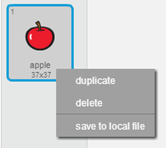 1
apple
37x37
duplicate
delete
save to local file